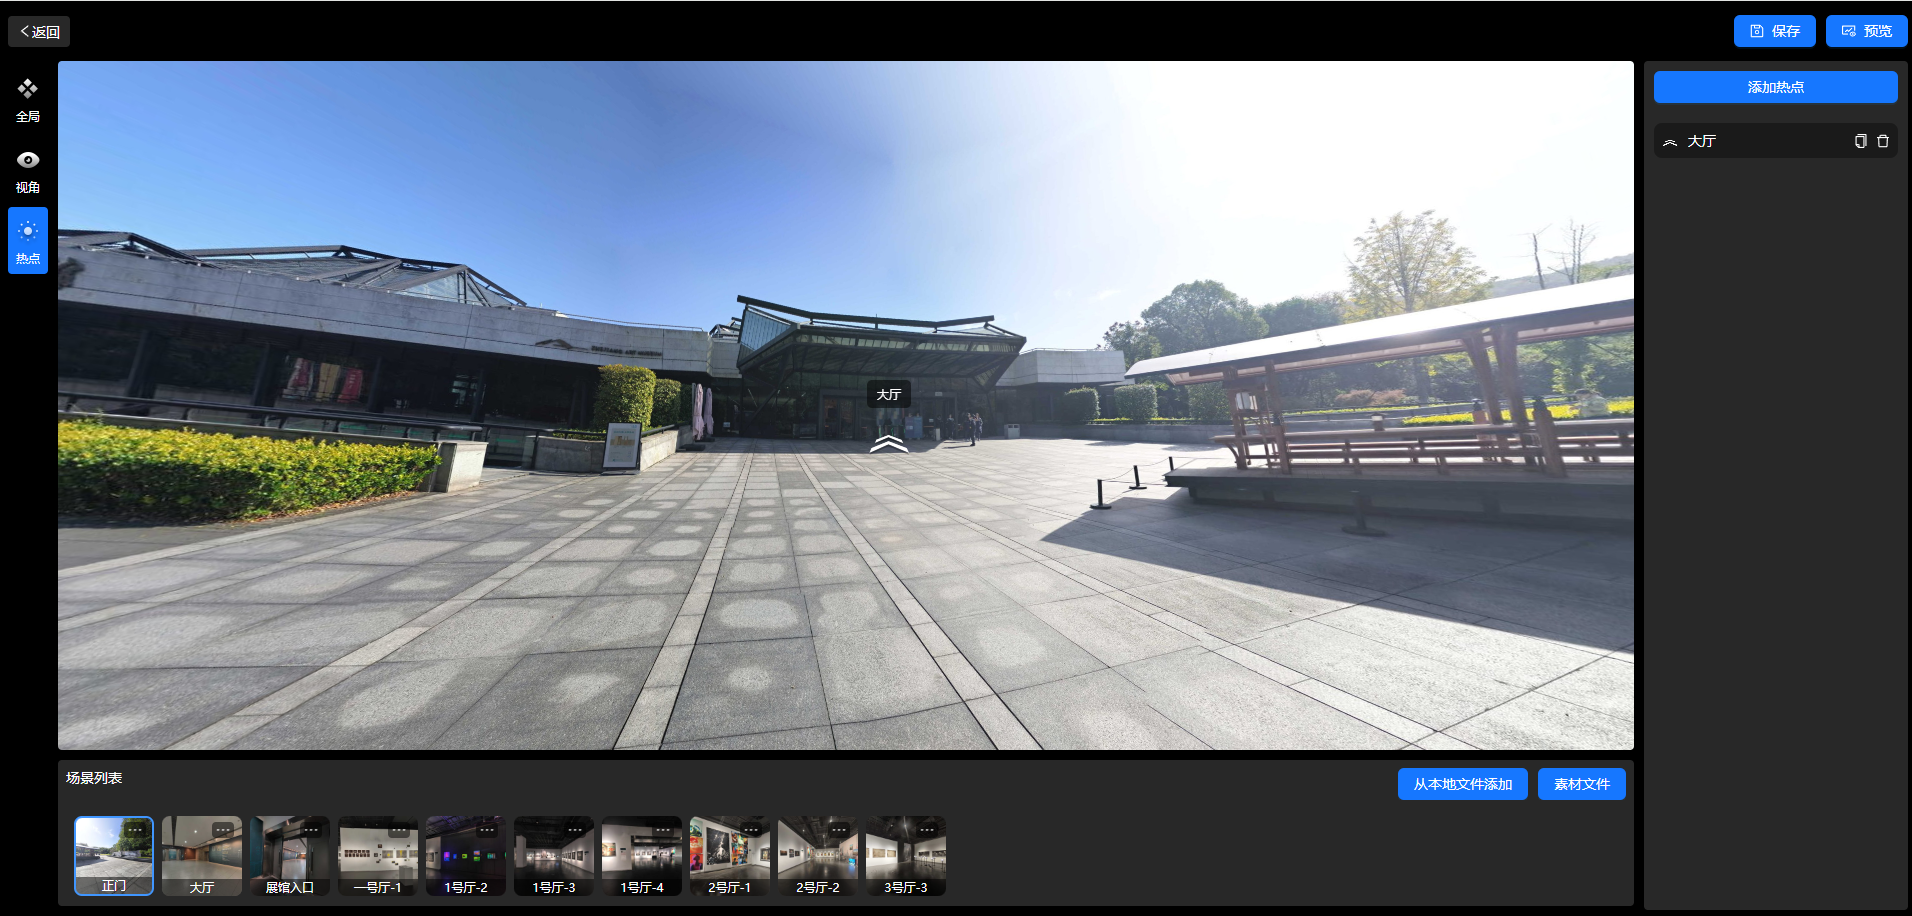 返回
保存
预览
全局
视角
热点
添加热点
大厅
大厅
场景列表
从本地文件添加
素材文件
正门
大厅
展馆入口
一号厅-1
1号厅-2
1号厅-3
1号厅-4
2号厅-1
2号厅-2
3号厅-3